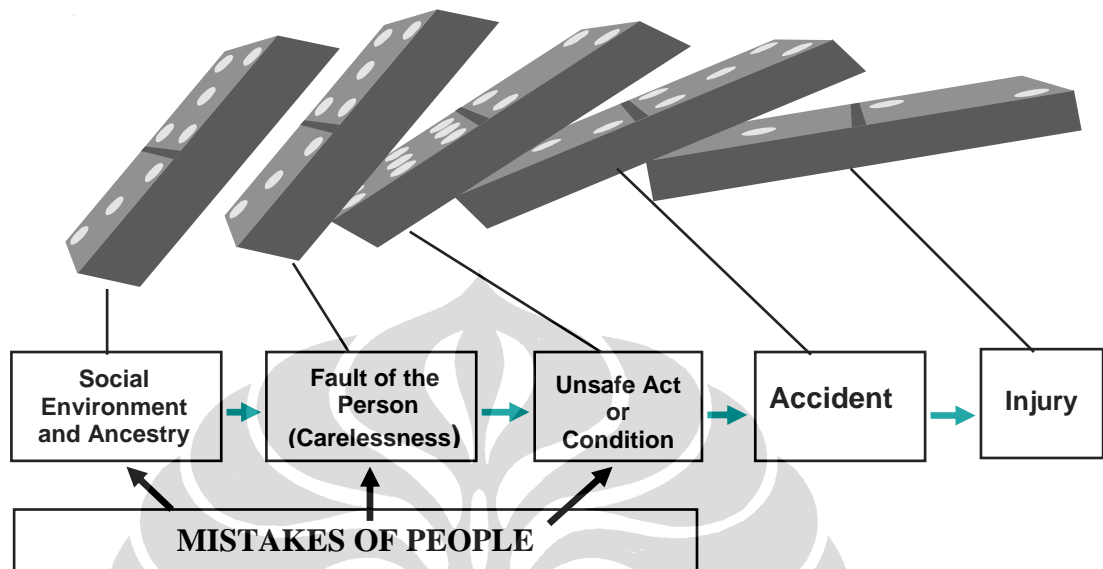 Social
Environment
and Ancestry
Fault of the
Person
(Carelessness)
Unsafe Act
or
Condition
Accident
Injury
MISTAKES OF PEOPLE